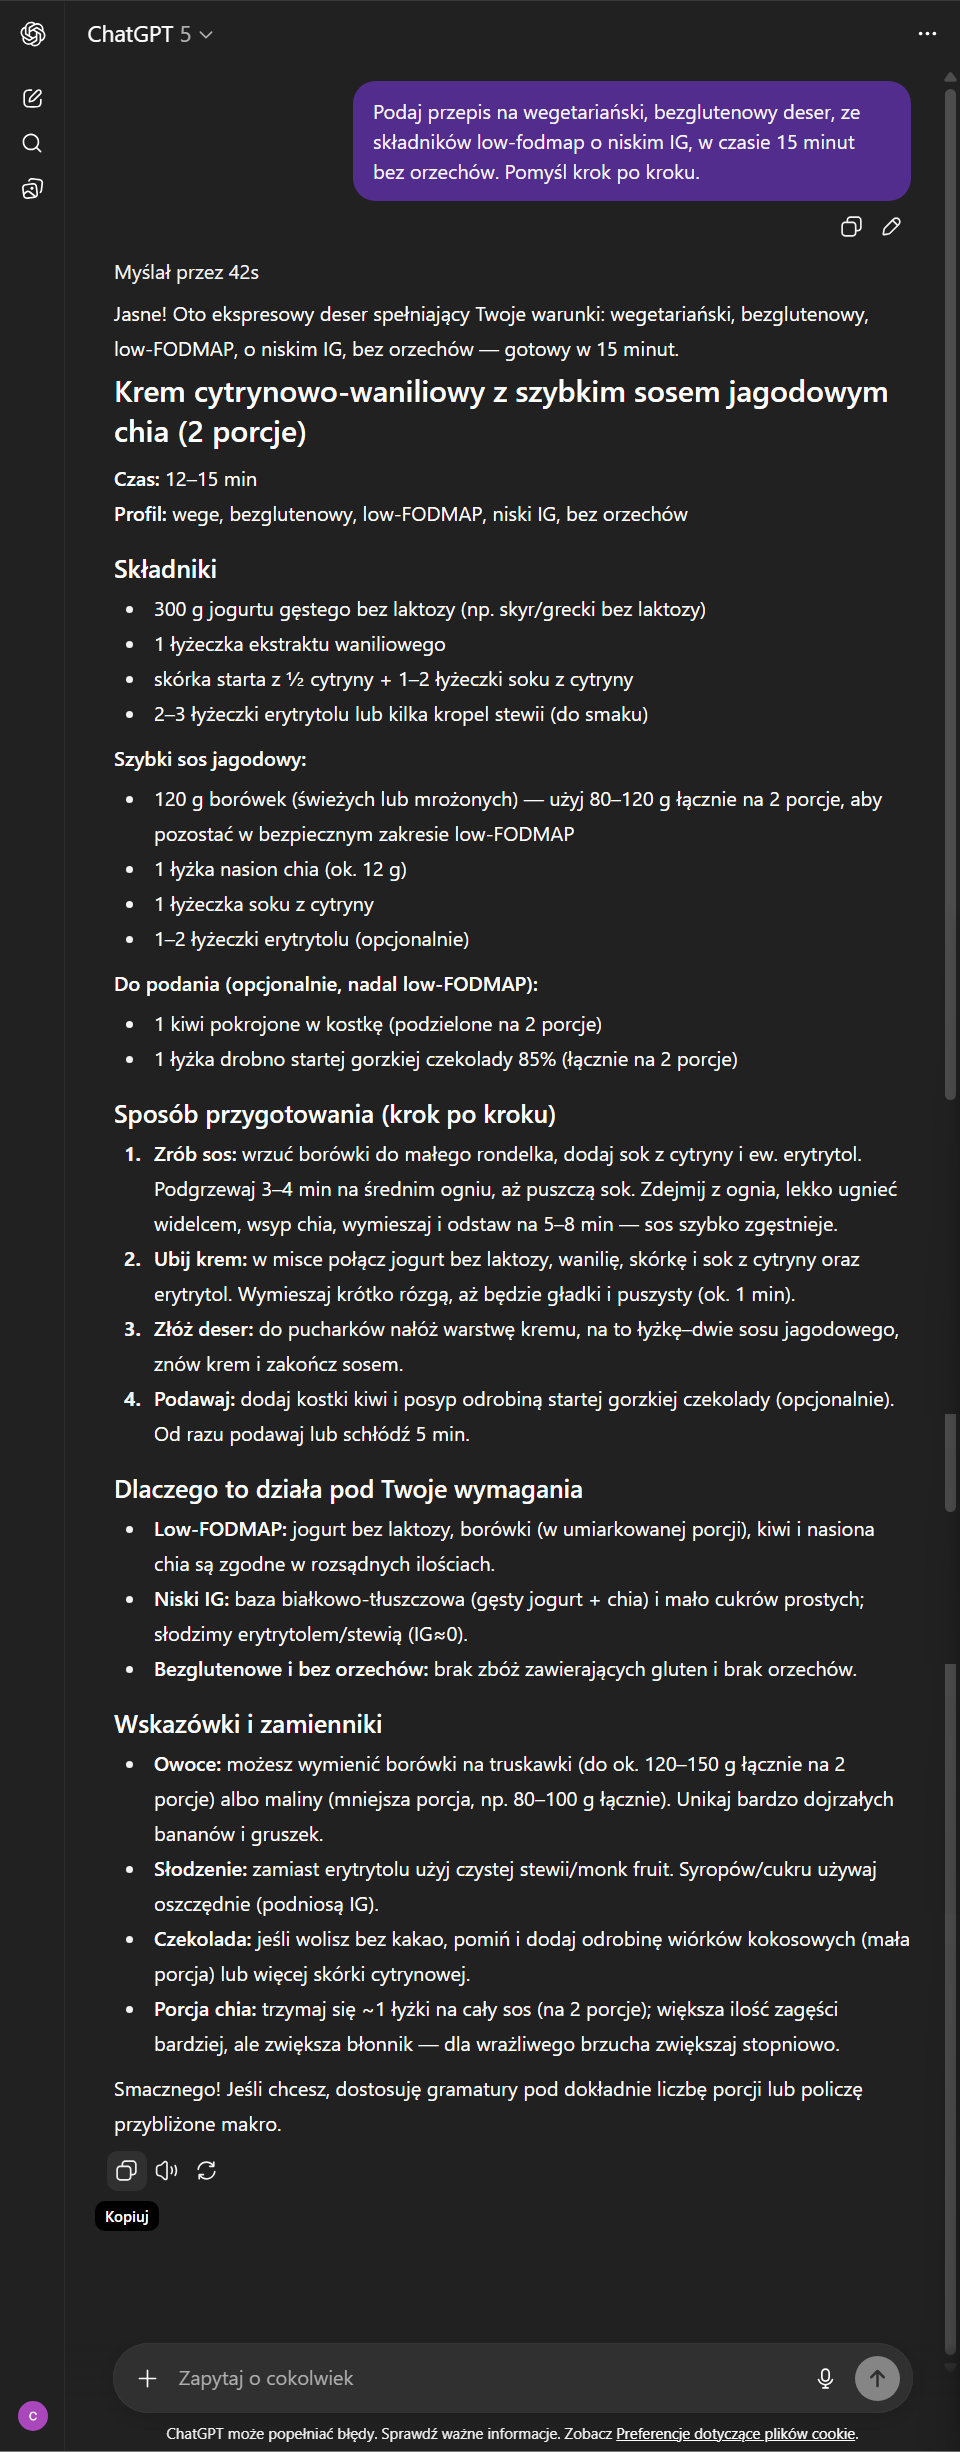 ChatGPT 5
Podaj przepis na wegetariański, bezglutenowy deser, ze
składników low-fodmap o niskim IG, w czasie 15 minut
bez orzechów. Pomyśl krok po kroku.
Myślał przez 42s
Jasne! Oto ekspresowy deser spełniający Twoje warunki: wegetariański, bezglutenowy,
low-FODMAP, o niskim IG, bez orzechów — gotowy w 15 minut.
Krem cytrynowo-waniliowy z szybkim sosem jagodowym
chia (2 porcje)
Czas: 12–15 min
Profil: wege, bezglutenowy, low-FODMAP, niski IG, bez orzechów
Składniki
• 300 g jogurtu gęstego bez laktozy (np. skyr/grecki bez laktozy)
• 1 łyżeczka ekstraktu waniliowego
• skórka starta z ½ cytryny + 1–2 łyżeczki soku z cytryny
• 2–3 łyżeczki erytrytolu lub kilka kropel stewii (do smaku)
Szybki sos jagodowy:
• 120 g borówek (świeżych lub mrożonych) — użyj 80–120 g łącznie na 2 porcje, aby
pozostać w bezpiecznym zakresie low-FODMAP
• 1 łyżka nasion chia (ok. 12 g)
• 1 łyżeczka soku z cytryny
• 1–2 łyżeczki erytrytolu (opcjonalnie)
Do podania (opcjonalnie, nadal low-FODMAP):
• 1 kiwi pokrojone w kostkę (podzielone na 2 porcje)
• 1 łyżka drobno startej gorzkiej czekolady 85% (łącznie na 2 porcje)
Sposób przygotowania (krok po kroku)
1. Zrób sos: wrzuć borówki do małego rondelka, dodaj sok z cytryny i ew. erytrytol.
Podgrzewaj 3–4 min na średnim ogniu, aż puszczą sok. Zdejmij z ognia, lekko ugnieć
widelcem, wsyp chia, wymieszaj i odstaw na 5–8 min — sos szybko zgęstnieje.
2. Ubij krem: w misce połącz jogurt bez laktozy, wanilię, skórkę i sok z cytryny oraz
erytrytol. Wymieszaj krótko rózgą, aż będzie gładki i puszysty (ok. 1 min).
3. Złóż deser: do pucharków nałóż warstwę kremu, na to łyżkę–dwie sosu jagodowego,
znów krem i zakończ sosem.
4. Podawaj: dodaj kostki kiwi i posyp odrobiną startej gorzkiej czekolady (opcjonalnie).
Od razu podawaj lub schłódź 5 min.
Dlaczego to działa pod Twoje wymagania
• Low-FODMAP: jogurt bez laktozy, borówki (w umiarkowanej porcji), kiwi i nasiona
chia są zgodne w rozsądnych ilościach.
• Niski IG: baza białkowo-tłuszczowa (gęsty jogurt + chia) i mało cukrów prostych;
słodzimy erytrytolem/stewią (IG≈0).
• Bezglutenowe i bez orzechów: brak zbóż zawierających gluten i brak orzechów.
Wskazówki i zamienniki
• Owoce: możesz wymienić borówki na truskawki (do ok. 120–150 g łącznie na 2
porcje) albo maliny (mniejsza porcja, np. 80–100 g łącznie). Unikaj bardzo dojrzałych
bananów i gruszek.
• Słodzenie: zamiast erytrytolu użyj czystej stewii/monk fruit. Syropów/cukru używaj
oszczędnie (podniosą IG).
• Czekolada: jeśli wolisz bez kakao, pomiń i dodaj odrobinę wiórków kokosowych (mała
porcja) lub więcej skórki cytrynowej.
• Porcja chia: trzymaj się ~1 łyżki na cały sos (na 2 porcje); większa ilość zagęści
bardziej, ale zwiększa błonnik — dla wrażliwego brzucha zwiększaj stopniowo.
Smacznego! Jeśli chcesz, dostosuję gramatury pod dokładnie liczbę porcji lub policzę
przybliżone makro.
Kopiuj
Zapytaj o cokolwiek
C
ChatGPT może popełniać błędy. Sprawdź ważne informacje. Zobacz Preferencje dotyczące plików cookie.